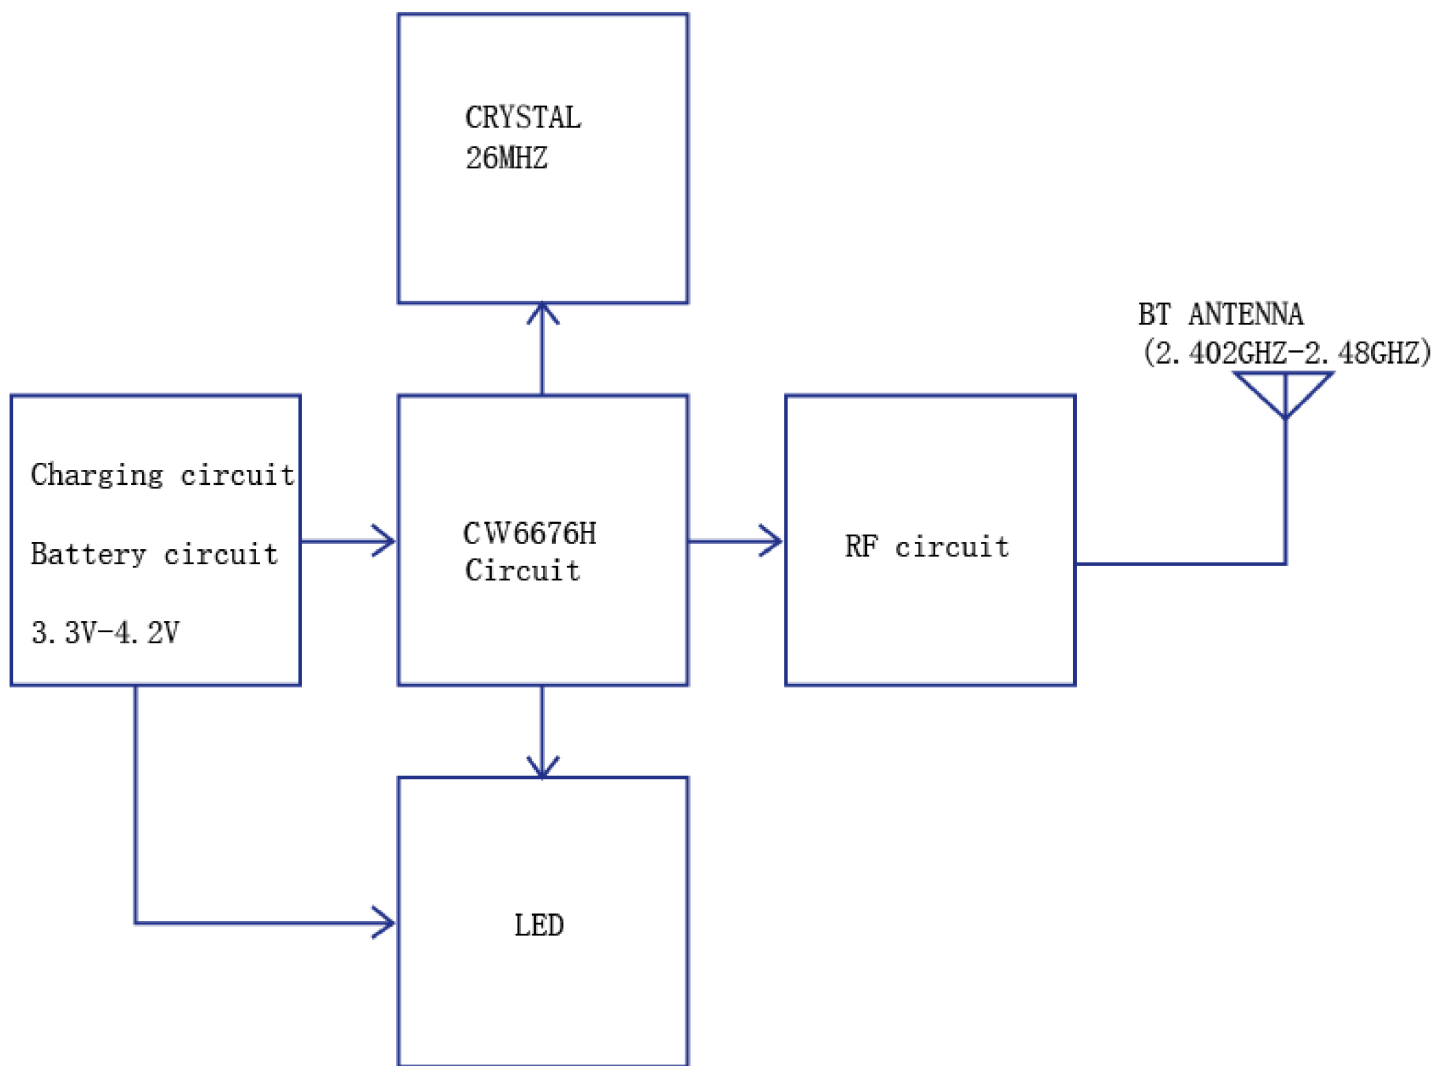 CRYSTAL
26MHZ
BT ANTENNA
(2.402GHZ-2.48GHZ)
Charging circuit
Battery circuit
3.3V-4.2V
CW6676H
Circuit
RF circuit
LED